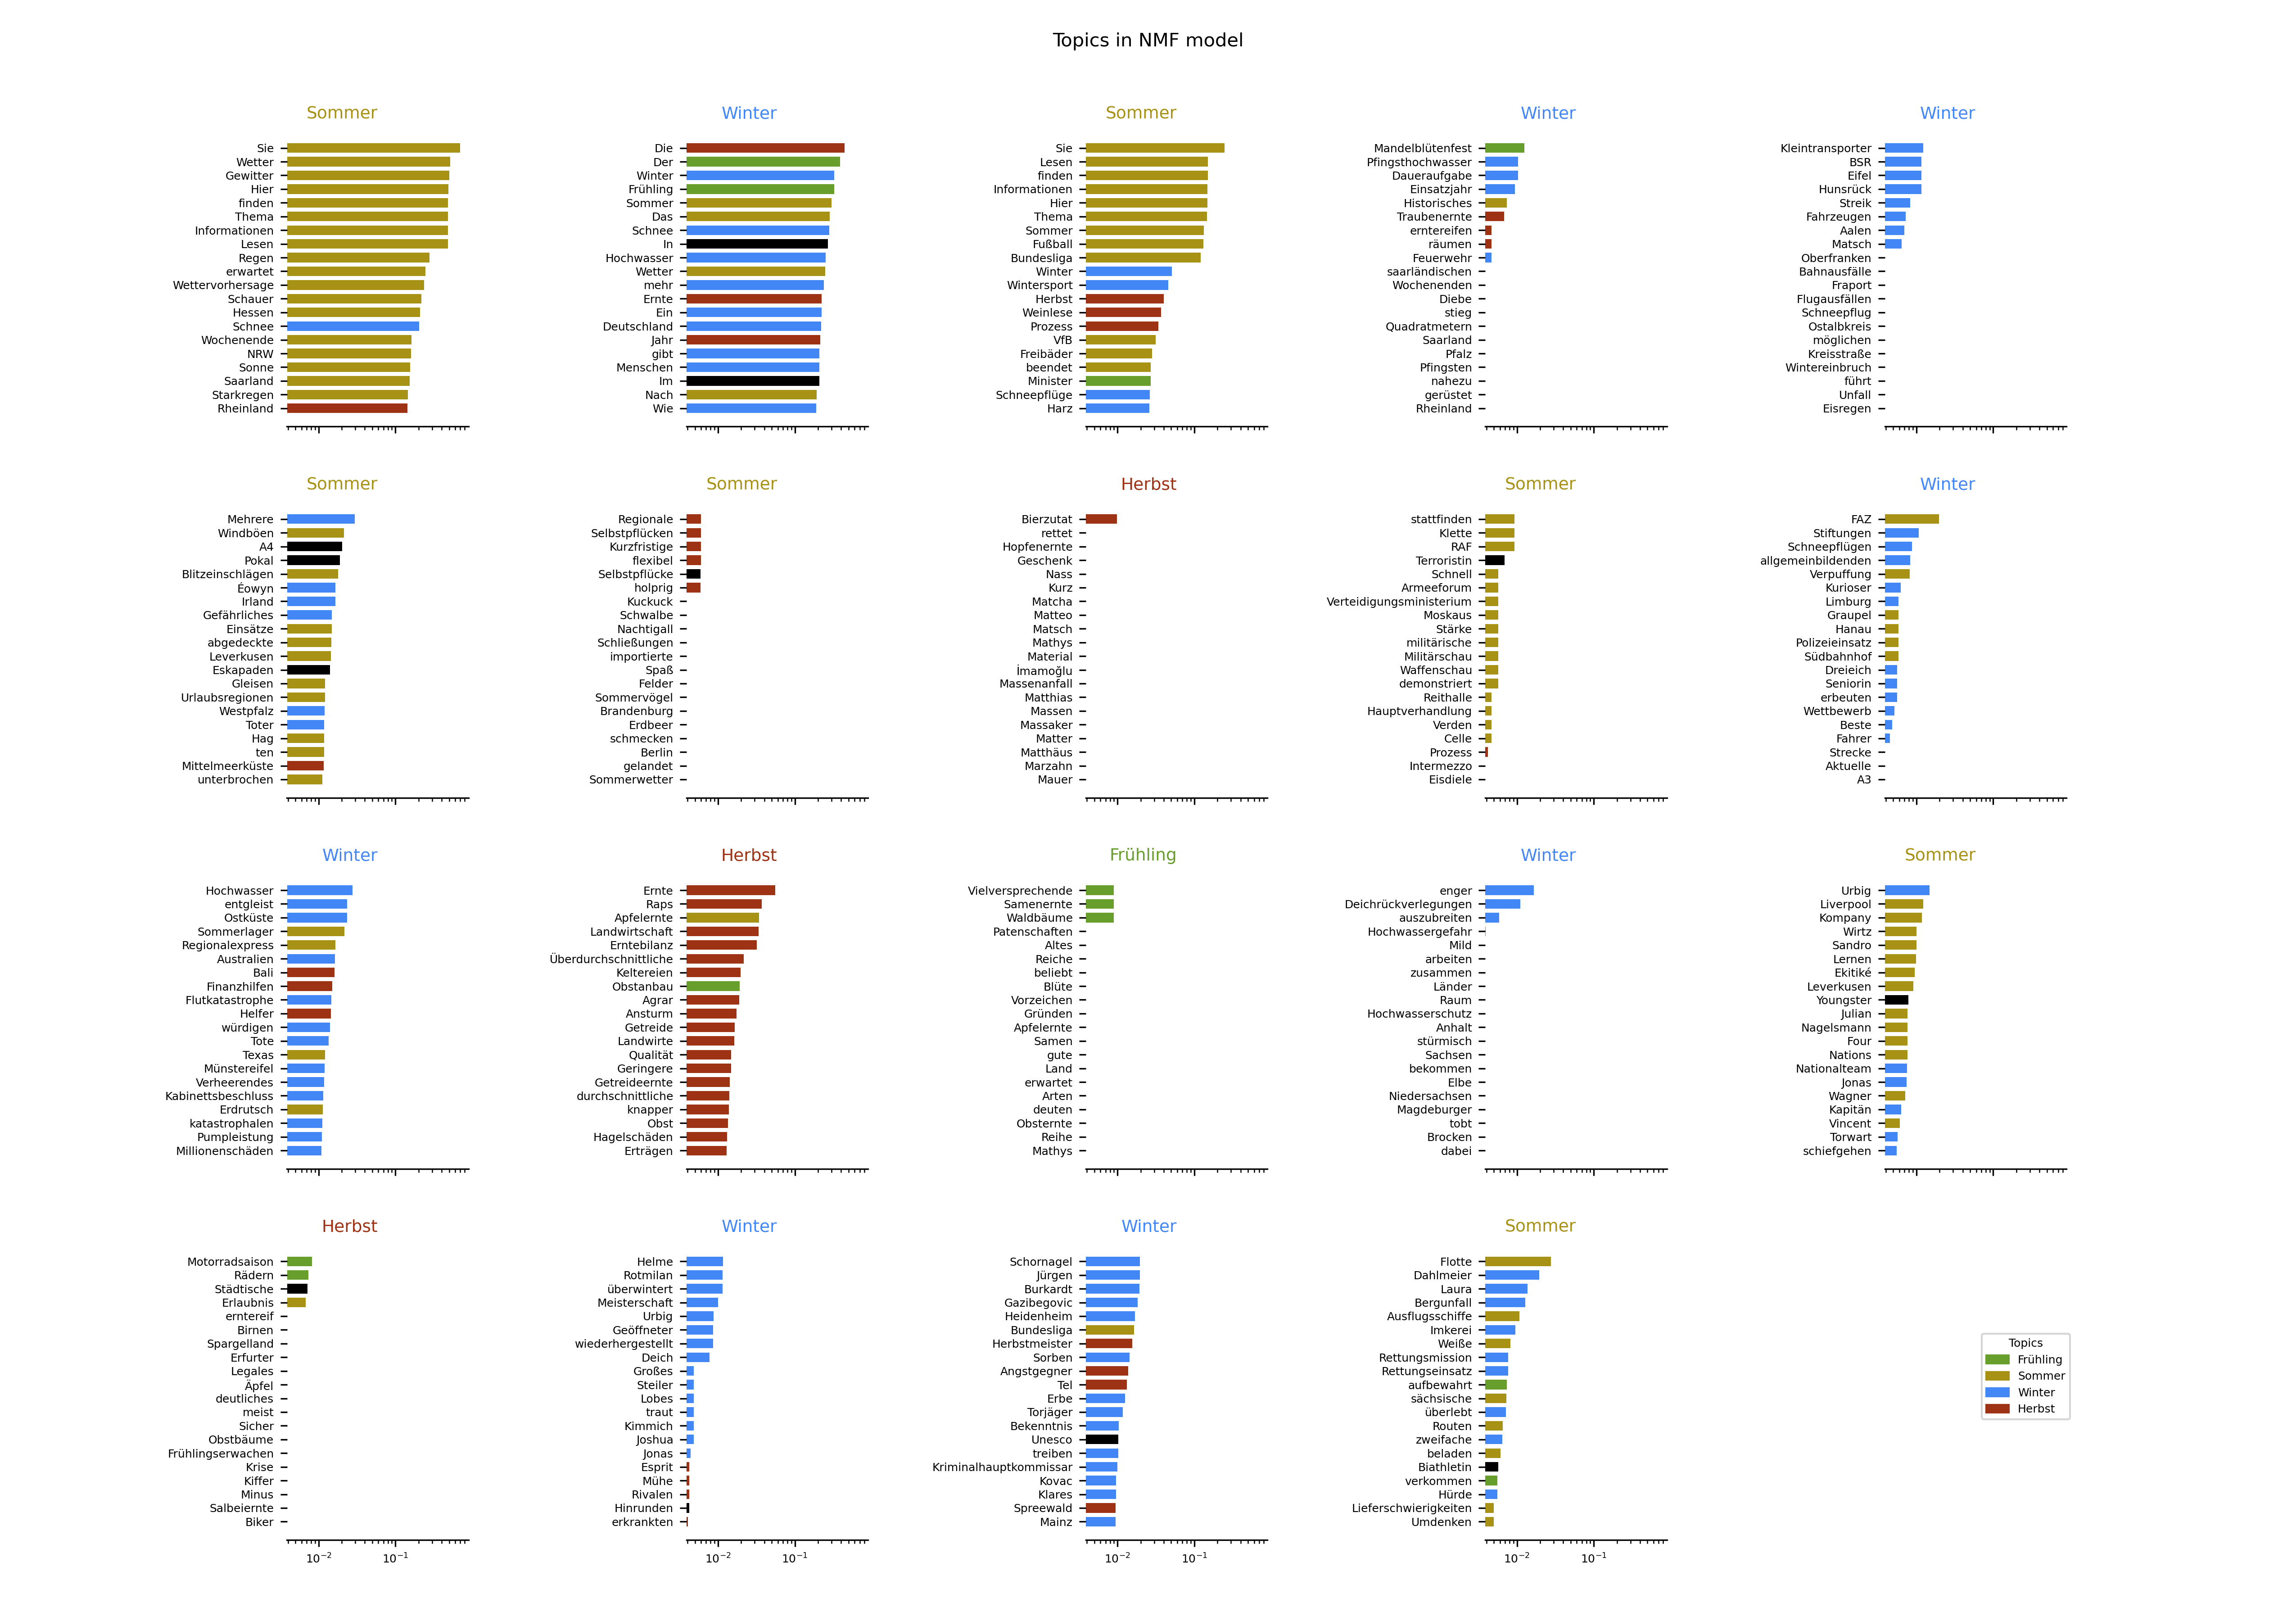 Topics in NMF model
Sommer
Sie
Wetter
Gewitter
Hier
finden
Thema
Informationen
Lesen
Regen
erwartet
Wettervorhersage
Schauer
Hessen
Schnee
Wochenende
NRW
Sonne
Saarland
Starkregen
Rheinland
Winter
Die
Der
Winter
Frühling
Sommer
Das
Schnee
In
Hochwasser
Wetter
mehr
Ernte
Ein
Deutschland
Jahr
gibt
Menschen
Im
Nach
Wie
Sommer
Sie
Lesen
finden
Informationen
Hier
Thema
Sommer
Fußball
Bundesliga
Winter
Wintersport
Herbst
Weinlese
Prozess
VfB
Freibäder
beendet
Minister
Schneepflüge
Harz
Winter
Mandelblütenfest
Pfingsthochwasser
Daueraufgabe
Einsatzjahr
Historisches
Traubenernte
erntereifen
räumen
Feuerwehr
saarländischen
Wochenenden
Diebe
stieg
Quadratmetern
Saarland
Pfalz
Pfingsten
nahezu
gerüstet
Rheinland
Winter
Kleintransporter
BSR
Eifel
Hunsrück
Streik
Fahrzeugen
Aalen
Matsch
Oberfranken
Bahnausfälle
Fraport
Flugausfällen
Schneepflug
Ostalbkreis
möglichen
Kreisstraße
Wintereinbruch
führt
Unfall
Eisregen
Sommer
Mehrere
Windböen
A4
Pokal
Blitzeinschlägen
Éowyn
Irland
Gefährliches
Einsätze
abgedeckte
Leverkusen
Eskapaden
Gleisen
Urlaubsregionen
Westpfalz
Toter
Hag
ten
Mittelmeerküste
unterbrochen
Sommer
Regionale
Selbstpflücken
Kurzfristige
flexibel
Selbstpflücke
holprig
Kuckuck
Schwalbe
Nachtigall
Schließungen
importierte
Spaß
Felder
Sommervögel
Brandenburg
Erdbeer
schmecken
Berlin
gelandet
Sommerwetter
Herbst
Bierzutat
rettet
Hopfenernte
Geschenk
Nass
Kurz
Matcha
Matteo
Matsch
Mathys
Material
İmamoğlu
Massenanfall
Matthias
Massen
Massaker
Matter
Matthäus
Marzahn
Mauer
Sommer
stattfinden
Klette
RAF
Terroristin
Schnell
Armeeforum
Verteidigungsministerium
Moskaus
Stärke
militärische
Militärschau
Waffenschau
demonstriert
Reithalle
Hauptverhandlung
Verden
Celle
Prozess
Intermezzo
Eisdiele
Winter
FAZ
Stiftungen
Schneepflügen
allgemeinbildenden
Verpuffung
Kurioser
Limburg
Graupel
Hanau
Polizeieinsatz
Südbahnhof
Dreieich
Seniorin
erbeuten
Wettbewerb
Beste
Fahrer
Strecke
Aktuelle
A3
Winter
Hochwasser
entgleist
Ostküste
Sommerlager
Regionalexpress
Australien
Bali
Finanzhilfen
Flutkatastrophe
Helfer
würdigen
Tote
Texas
Münstereifel
Verheerendes
Kabinettsbeschluss
Erdrutsch
katastrophalen
Pumpleistung
Millionenschäden
Herbst
Ernte
Raps
Apfelernte
Landwirtschaft
Erntebilanz
Überdurchschnittliche
Keltereien
Obstanbau
Agrar
Ansturm
Getreide
Landwirte
Qualität
Geringere
Getreideernte
durchschnittliche
knapper
Obst
Hagelschäden
Erträgen
Frühling
Vielversprechende
Samenernte
Waldbäume
Patenschaften
Altes
Reiche
beliebt
Blüte
Vorzeichen
Gründen
Apfelernte
Samen
gute
Land
erwartet
Arten
deuten
Obsternte
Reihe
Mathys
Winter
enger
Deichrückverlegungen
auszubreiten
Hochwassergefahr
Mild
arbeiten
zusammen
Länder
Raum
Hochwasserschutz
Anhalt
stürmisch
Sachsen
bekommen
Elbe
Niedersachsen
Magdeburger
tobt
Brocken
dabei
Sommer
Urbig
Liverpool
Kompany
Wirtz
Sandro
Lernen
Ekitiké
Leverkusen
Youngster
Julian
Nagelsmann
Four
Nations
Nationalteam
Jonas
Wagner
Kapitän
Vincent
Torwart
schiefgehen
Herbst
Motorradsaison
Rädern
Städtische
Erlaubnis
erntereif
Birnen
Spargelland
Erfurter
Legales
Äpfel
deutliches
meist
Sicher
Obstbäume
Frühlingserwachen
Krise
Kiffer
Minus
Salbeiernte
Biker
10⁻² 10⁻¹
Winter
Helme
Rotmilan
überwintert
Meisterschaft
Urbig
Geöffneter
wiederhergestellt
Deich
Großes
Steiler
Lobes
traut
Kimmich
Joshua
Jonas
Esprit
Mühe
Rivalen
Hinrunden
erkrankten
10⁻² 10⁻¹
Winter
Schornagel
Jürgen
Burkardt
Gazibegovic
Heidenheim
Bundesliga
Herbstmeister
Sorben
Angstgegner
Tel
Erbe
Torjäger
Bekenntnis
Unesco
treiben
Kriminalhauptkommissar
Kovac
Klares
Spreewald
Mainz
10⁻² 10⁻¹
Sommer
Flotte
Dahlmeier
Laura
Bergunfall
Ausflugsschiffe
Imkerei
Weiße
Rettungsmission
Rettungseinsatz
aufbewahrt
sächsische
überlebt
Routen
zweifache
beladen
Biathletin
verkommen
Hürde
Lieferschwierigkeiten
Umdenken
10⁻² 10⁻¹
Topics
Frühling
Sommer
Winter
Herbst